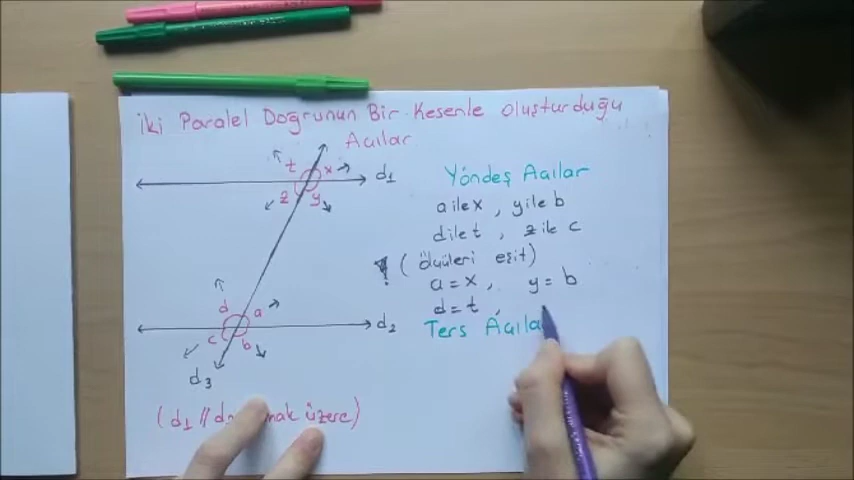 İki Paralel Doğrunun Bir Kesenle oluşturduğu
Açılar
t x d1
z y
d a
c b d2
d3
(d1 // üzere)
Yöndeş Açılar
a ile x , y ile b
d ile t , z ile c
(ölçüleri eşit)
a = x , y = b
d = t
Ters Açıla